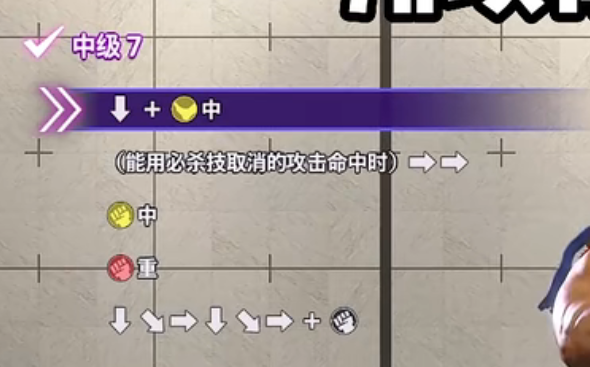 中级 7
⬇ + 中
（能用必杀技取消的攻击命中时）➡➡
中
重
⬇↘➡⬇↘➡ +